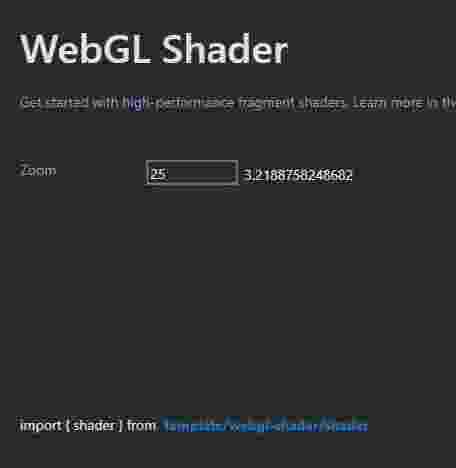 WebGL Shader
Get started with high-performance fragment shaders. Learn more in the
Zoom 25 3.2188758248682
import { shader } from template/webgl-shader/shader